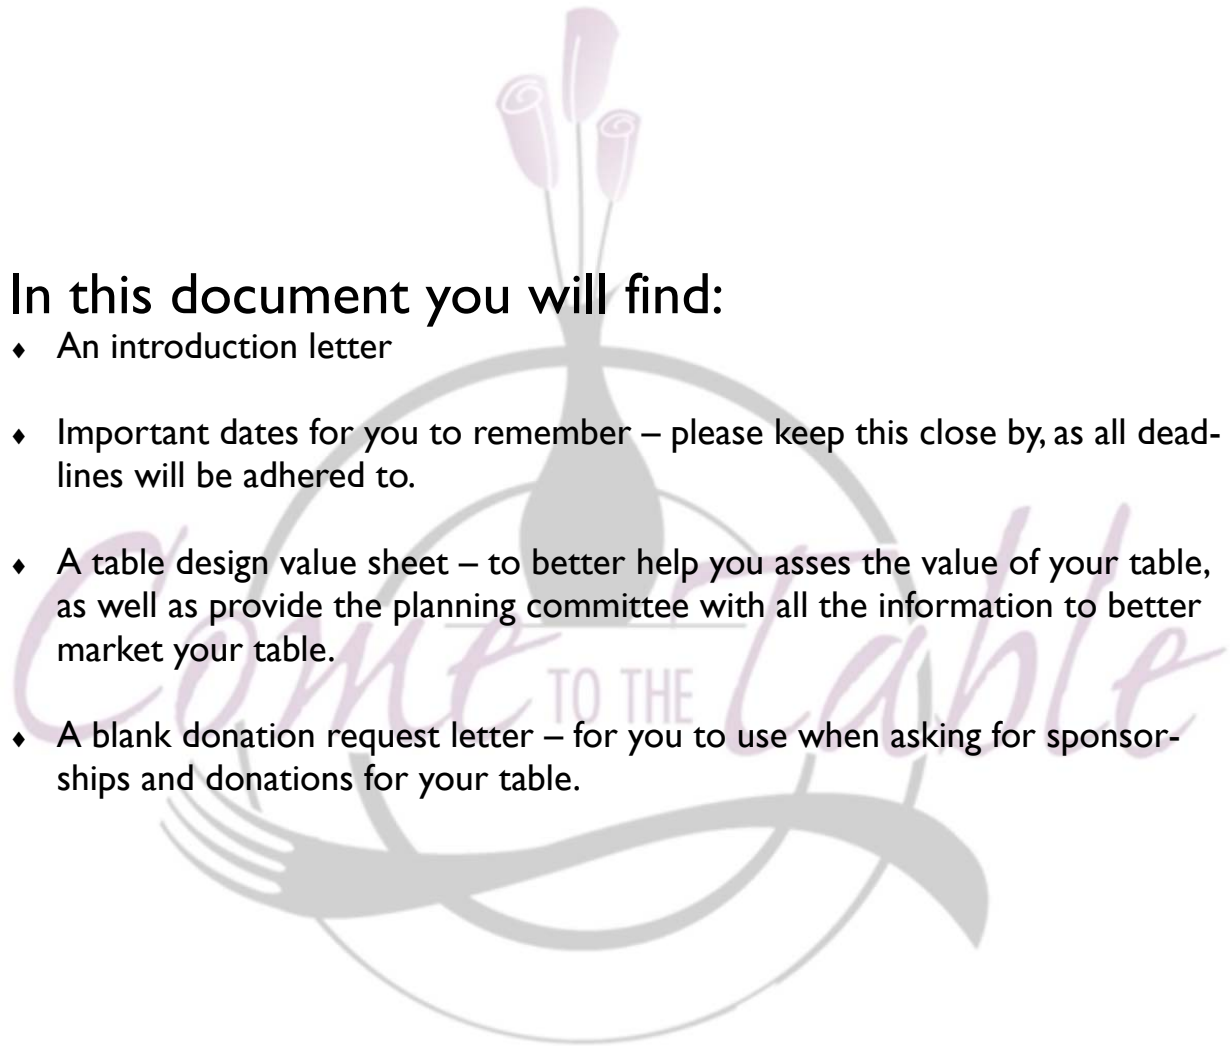 In this document you will find:
♦ An introduction letter
♦ Important dates for you to remember – please keep this close by, as all dead-
lines will be adhered to.
♦ A table design value sheet – to better help you asses the value of your table,
as well as provide the planning committee with all the information to better
market your table.
Come TO THE Table
♦ A blank donation request letter – for you to use when asking for sponsor-
ships and donations for your table.